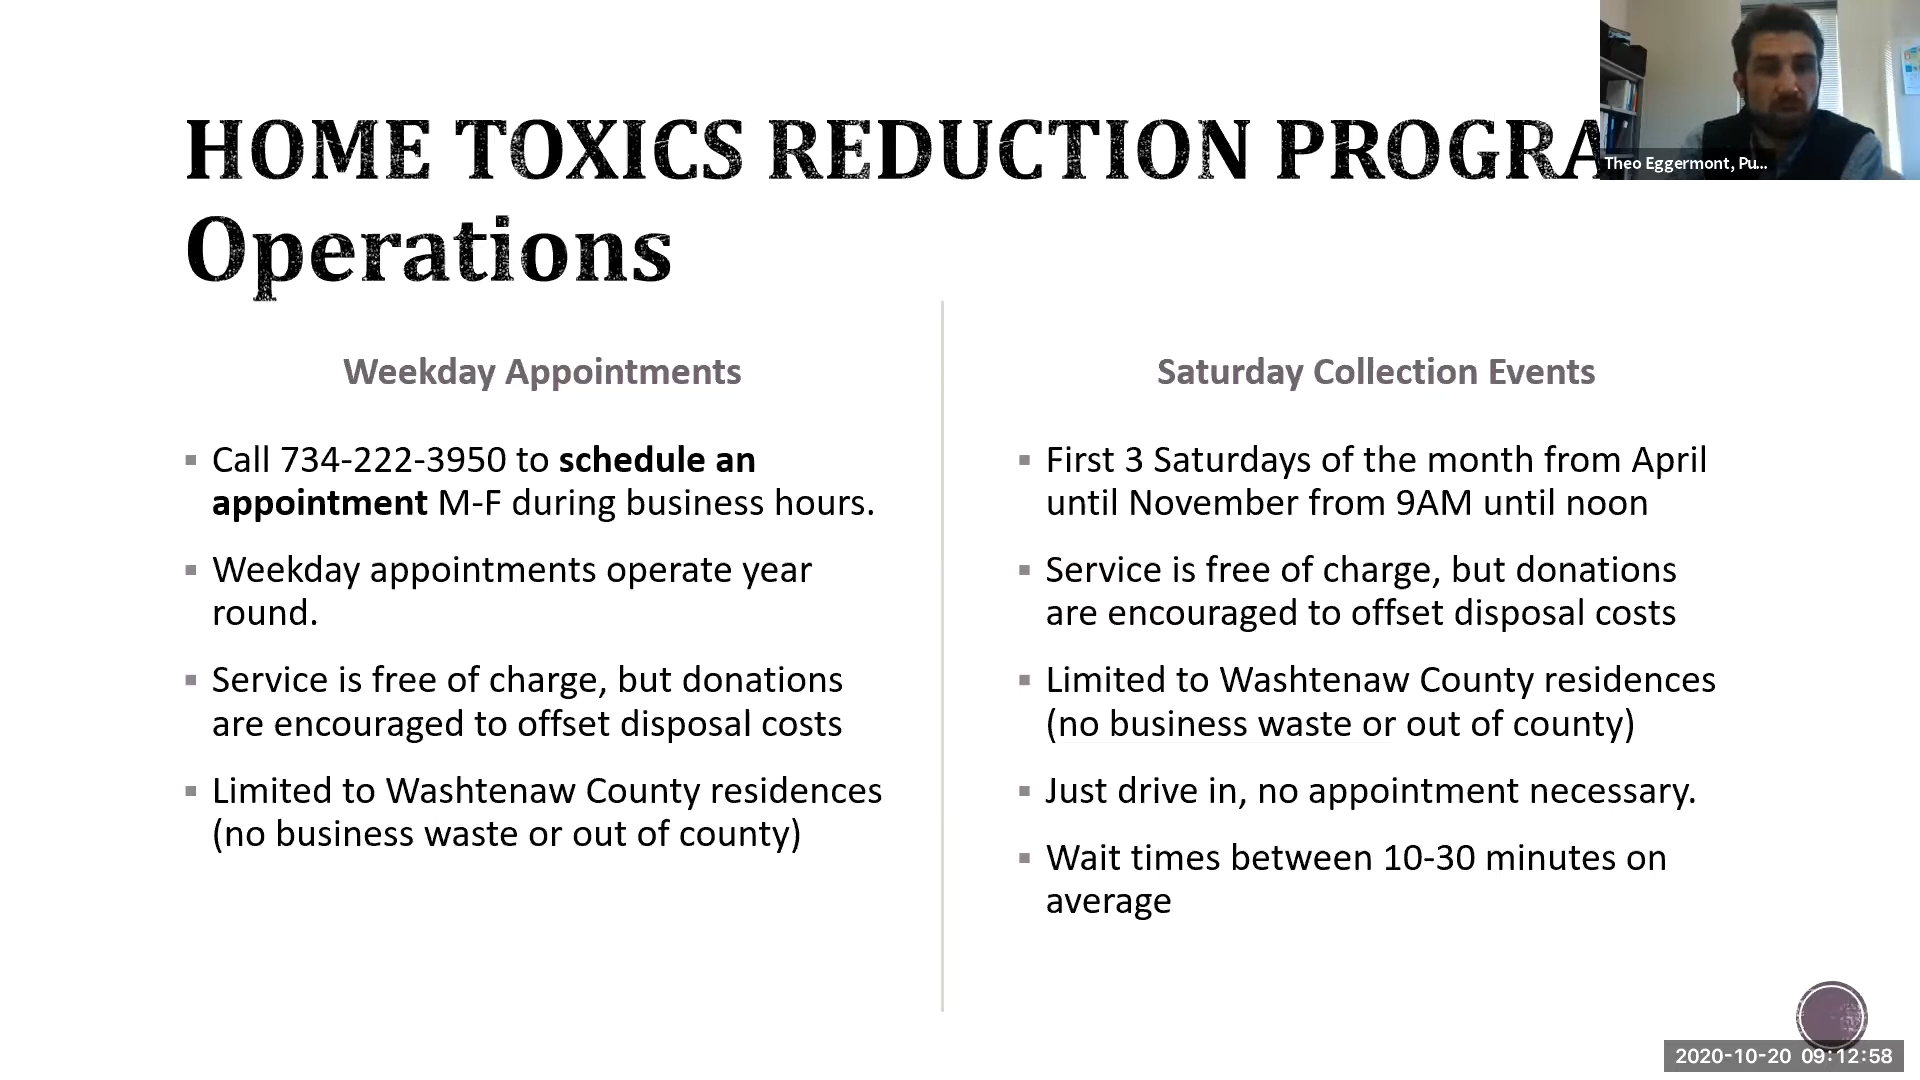 HOME TOXICS REDUCTION PROGRA
Operations
Theo Eggermont, Pu...
Weekday Appointments
▪ Call 734-222-3950 to schedule an
appointment M-F during business hours.
▪ Weekday appointments operate year
round.
▪ Service is free of charge, but donations
are encouraged to offset disposal costs
▪ Limited to Washtenaw County residences
(no business waste or out of county)
Saturday Collection Events
▪ First 3 Saturdays of the month from April
until November from 9AM until noon
▪ Service is free of charge, but donations
are encouraged to offset disposal costs
▪ Limited to Washtenaw County residences
(no business waste or out of county)
▪ Just drive in, no appointment necessary.
▪ Wait times between 10-30 minutes on
average
2020-10-20 09:12:58